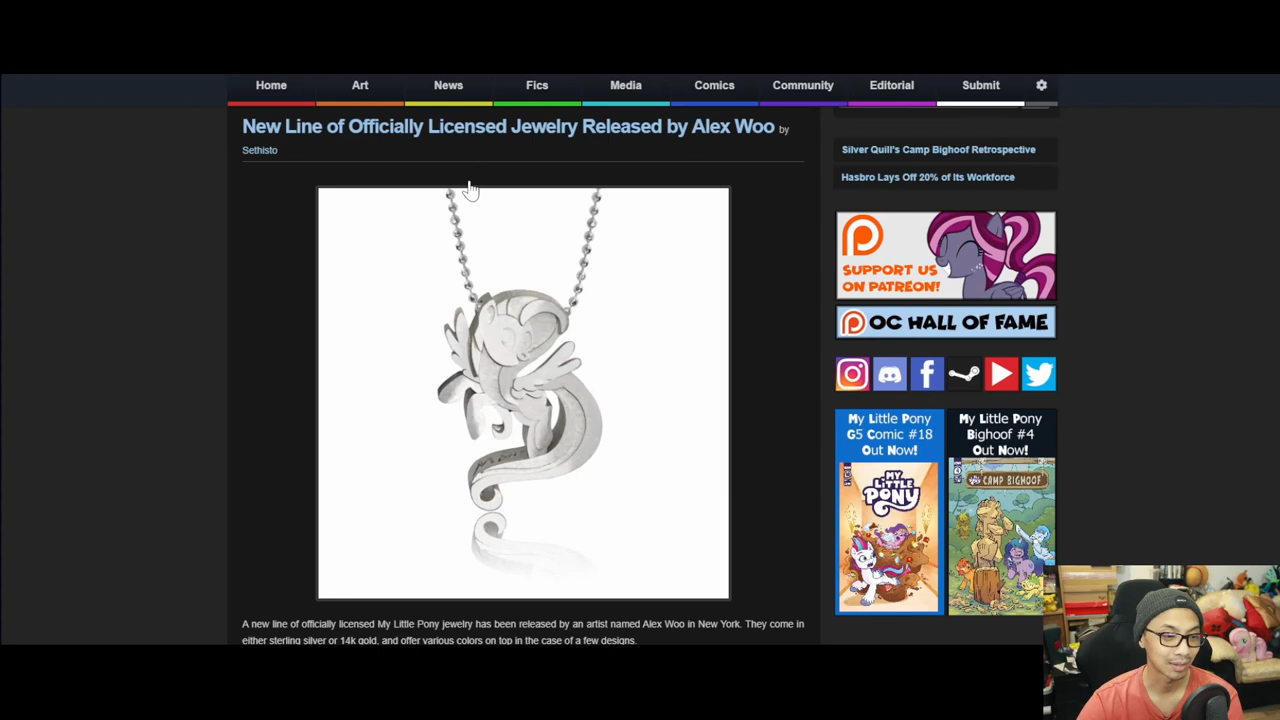 Home Art News Fics Media Comics Community Editorial Submit
New Line of Officially Licensed Jewelry Released by Alex Woo by
Sethisto
A new line of officially licensed My Little Pony jewelry has been released by an artist named Alex Woo in New York. They come in
either sterling silver or 14k gold, and offer various colors on top in the case of a few designs.
Silver Quill's Camp Bighoof Retrospective
Hasbro Lays Off 20% of Its Workforce
SUPPORT US
ON PATREON!
OC HALL OF FAME
My Little Pony
G5 Comic #18
Out Now!
MY
LITTLE
PONY
My Little Pony
Bighoof #4
Out Now!
CAMP BIGHOOF